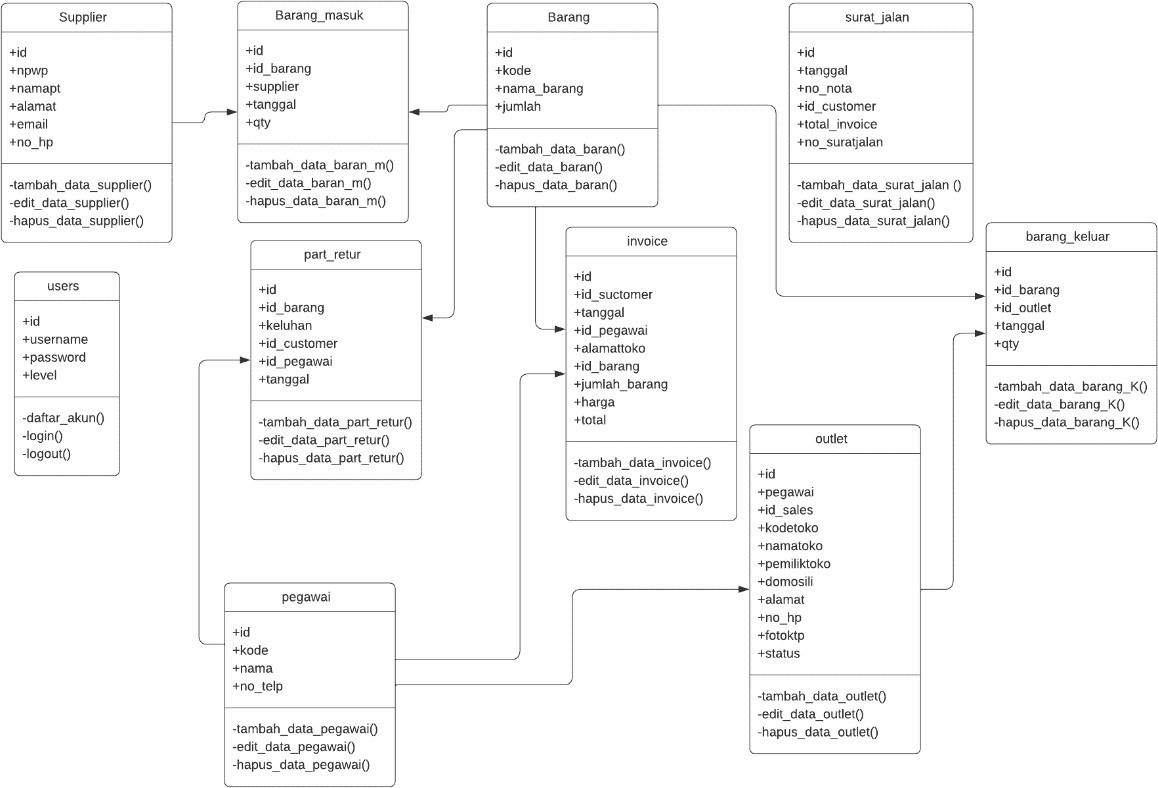 Supplier
+id
+npwp
+namapt
+alamat
+email
+no_hp
-tambah_data_supplier()
-edit_data_supplier()
-hapus_data_supplier()
Barang_masuk
+id
+id_barang
+supplier
+tanggal
+qty
-tambah_data_baran_m()
-edit_data_baran_m()
-hapus_data_baran_m()
Barang
+id
+kode
+nama_barang
+jumlah
-tambah_data_baran()
-edit_data_baran()
-hapus_data_baran()
surat_jalan
+id
+tanggal
+no_nota
+id_customer
+total_invoice
+no_suratjalan
-tambah_data_surat_jalan ()
-edit_data_surat_jalan()
-hapus_data_surat_jalan()
users
+id
+username
+password
+level
-daftar_akun()
-login()
-logout()
part_retur
+id
+id_barang
+keluhan
+id_customer
+id_pegawai
+tanggal
-tambah_data_part_retur()
-edit_data_part_retur()
-hapus_data_part_retur()
invoice
+id
+id_suctomer
+tanggal
+id_pegawai
+alamattoko
+id_barang
+jumlah_barang
+harga
+total
-tambah_data_invoice()
-edit_data_invoice()
-hapus_data_invoice()
barang_keluar
+id
+id_barang
+id_outlet
+tanggal
+qty
-tambah_data_barang_K()
-edit_data_barang_K()
-hapus_data_barang_K()
outlet
+id
+pegawai
+id_sales
+kodetoko
+namatoko
+pemiliktoko
+domosili
+alamat
+no_hp
+fotoktp
+status
-tambah_data_outlet()
-edit_data_outlet()
-hapus_data_outlet()
pegawai
+id
+kode
+nama
+no_telp
-tambah_data_pegawai()
-edit_data_pegawai()
-hapus_data_pegawai()